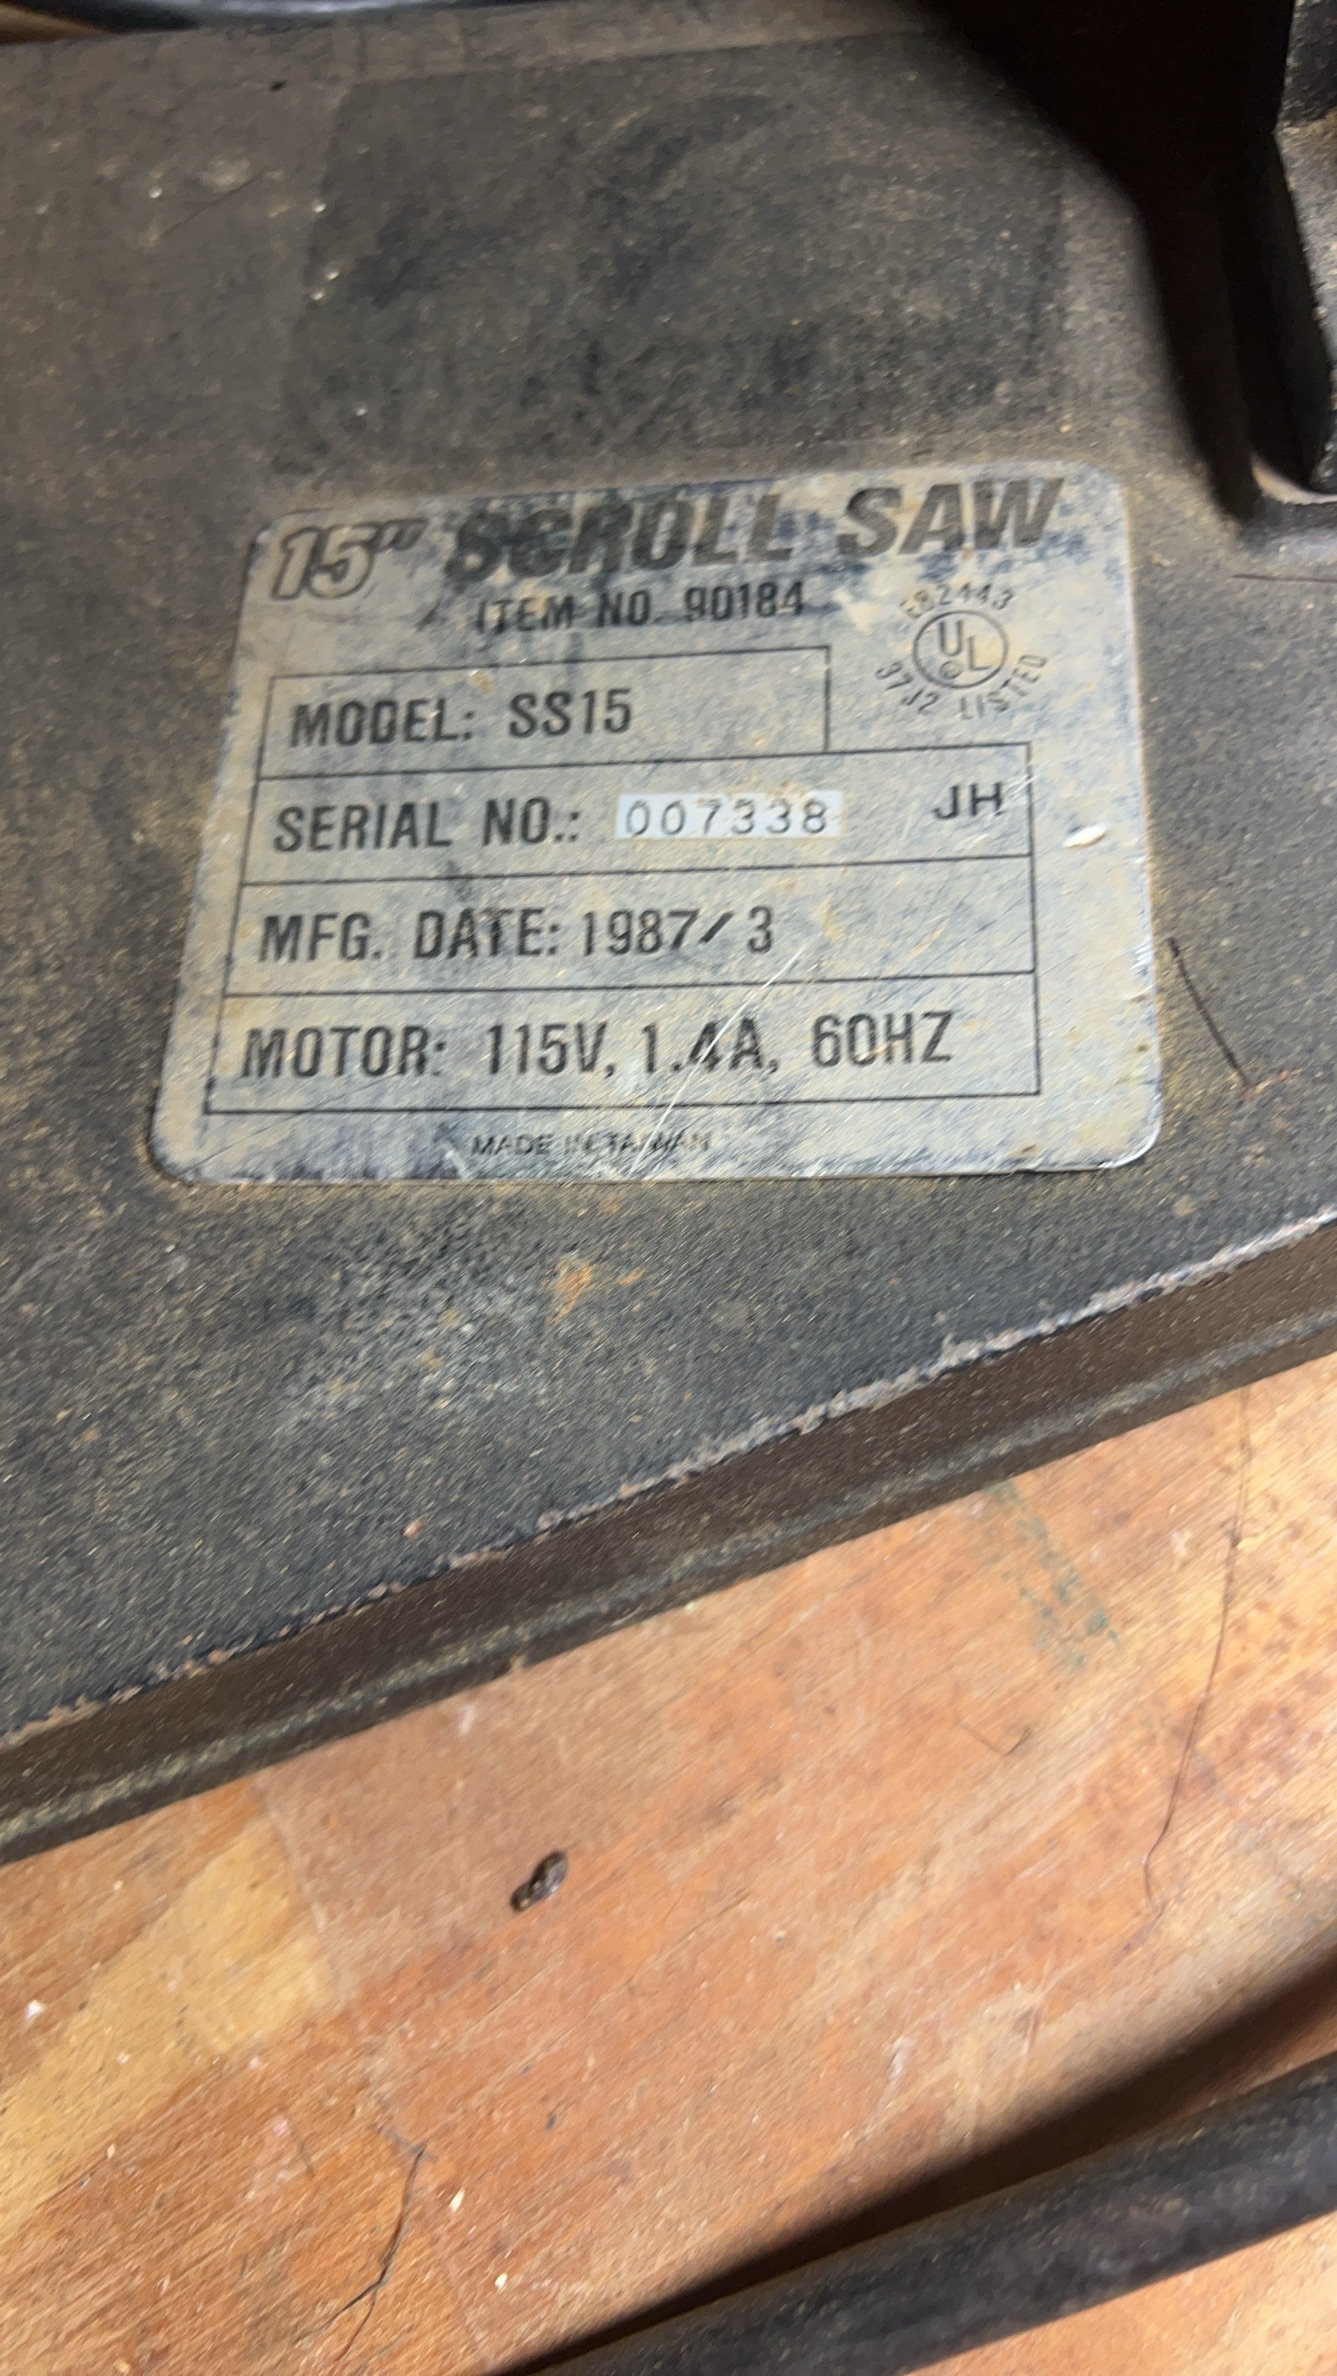 15" SCROLL SAW
ITEM NO. 90184
E82443
UL
3742 LISTED
MODEL: SS15
SERIAL NO.: 007338 JH
MFG. DATE: 1987/3
MOTOR: 115V, 1.4A, 60HZ
MADE IN TAIWAN